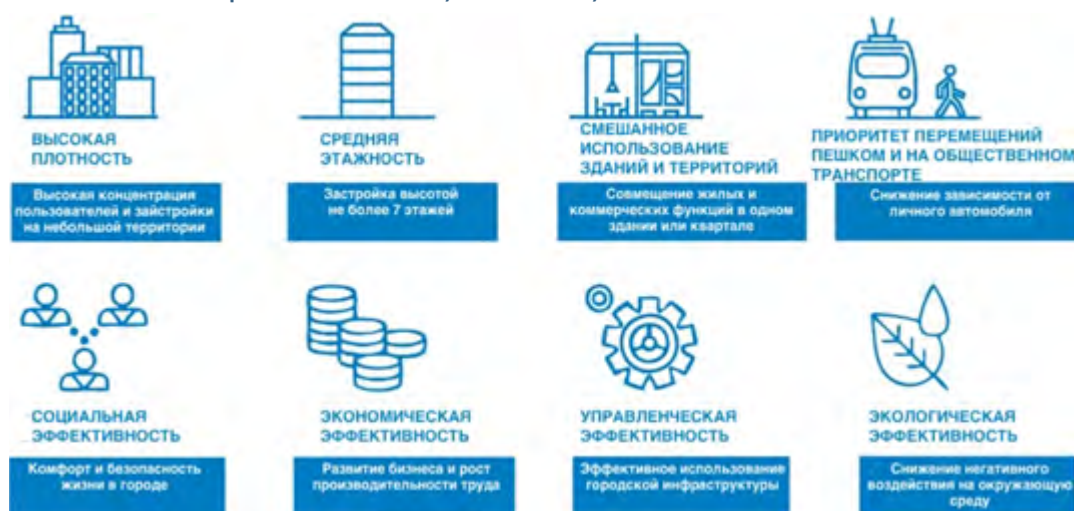 ВЫСОКАЯ
ПЛОТНОСТЬ
Высокая концентрация
пользователей и зайстройки
на небольшой территории
СРЕДНЯЯ
ЭТАЖНОСТЬ
Застройка высотой
не более 7 этажей
СМЕШАННОЕ
ИСПОЛЬЗОВАНИЕ
ЗДАНИЙ И ТЕРРИТОРИЙ
Совмещение жилых и
коммерческих функций в одном
здании или квартале
ПРИОРИТЕТ ПЕРЕМЕЩЕНИЙ
ПЕШКОМ И НА ОБЩЕСТВЕННОМ
ТРАНСПОРТЕ
Снижение зависимости от
личного автомобиля
СОЦИАЛЬНАЯ
ЭФФЕКТИВНОСТЬ
Комфорт и безопасность
жизни в городе
ЭКОНОМИЧЕСКАЯ
ЭФФЕКТИВНОСТЬ
Развитие бизнеса и рост
производительности труда
УПРАВЛЕНЧЕСКАЯ
ЭФФЕКТИВНОСТЬ
Эффективное использование
городской инфраструктуры
ЭКОЛОГИЧЕСКАЯ
ЭФФЕКТИВНОСТЬ
Снижение негативного
воздействия на окружающую
среду